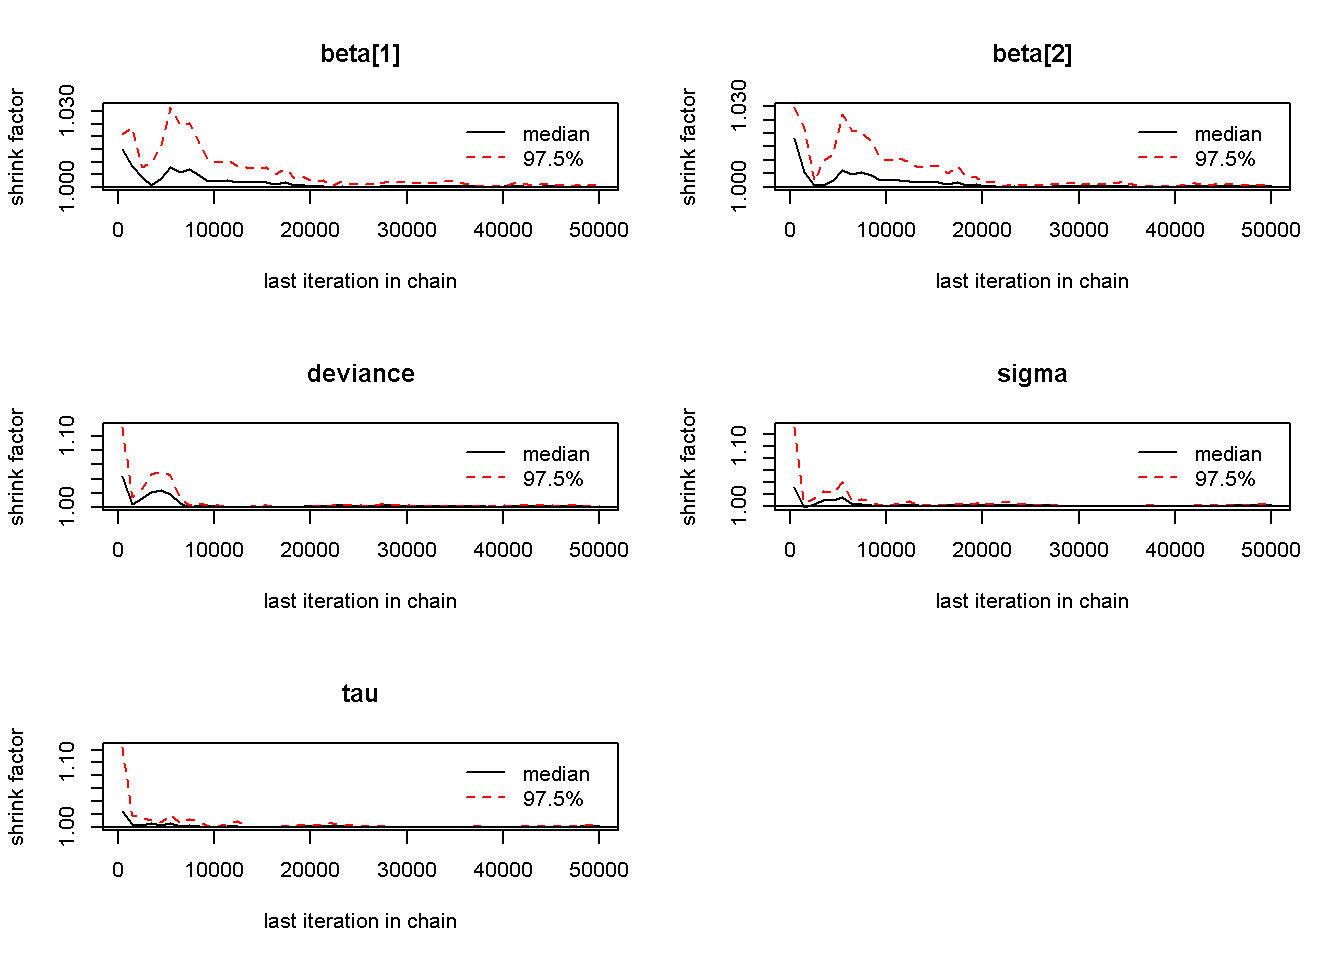 beta[1]
shrink factor
1.000 1.030
median
97.5%
0 10000 20000 30000 40000 50000
last iteration in chain
beta[2]
shrink factor
1.000 1.030
median
97.5%
0 10000 20000 30000 40000 50000
last iteration in chain
deviance
shrink factor
1.00 1.10
median
97.5%
0 10000 20000 30000 40000 50000
last iteration in chain
sigma
shrink factor
1.00 1.10
median
97.5%
0 10000 20000 30000 40000 50000
last iteration in chain
tau
shrink factor
1.00 1.10
median
97.5%
0 10000 20000 30000 40000 50000
last iteration in chain